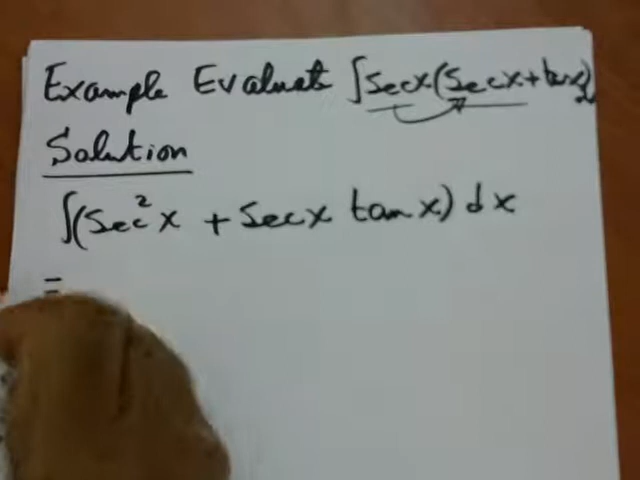 Example Evaluate ∫secx(secx+tanx)
Solution
∫(sec²x + secx tanx) dx
=